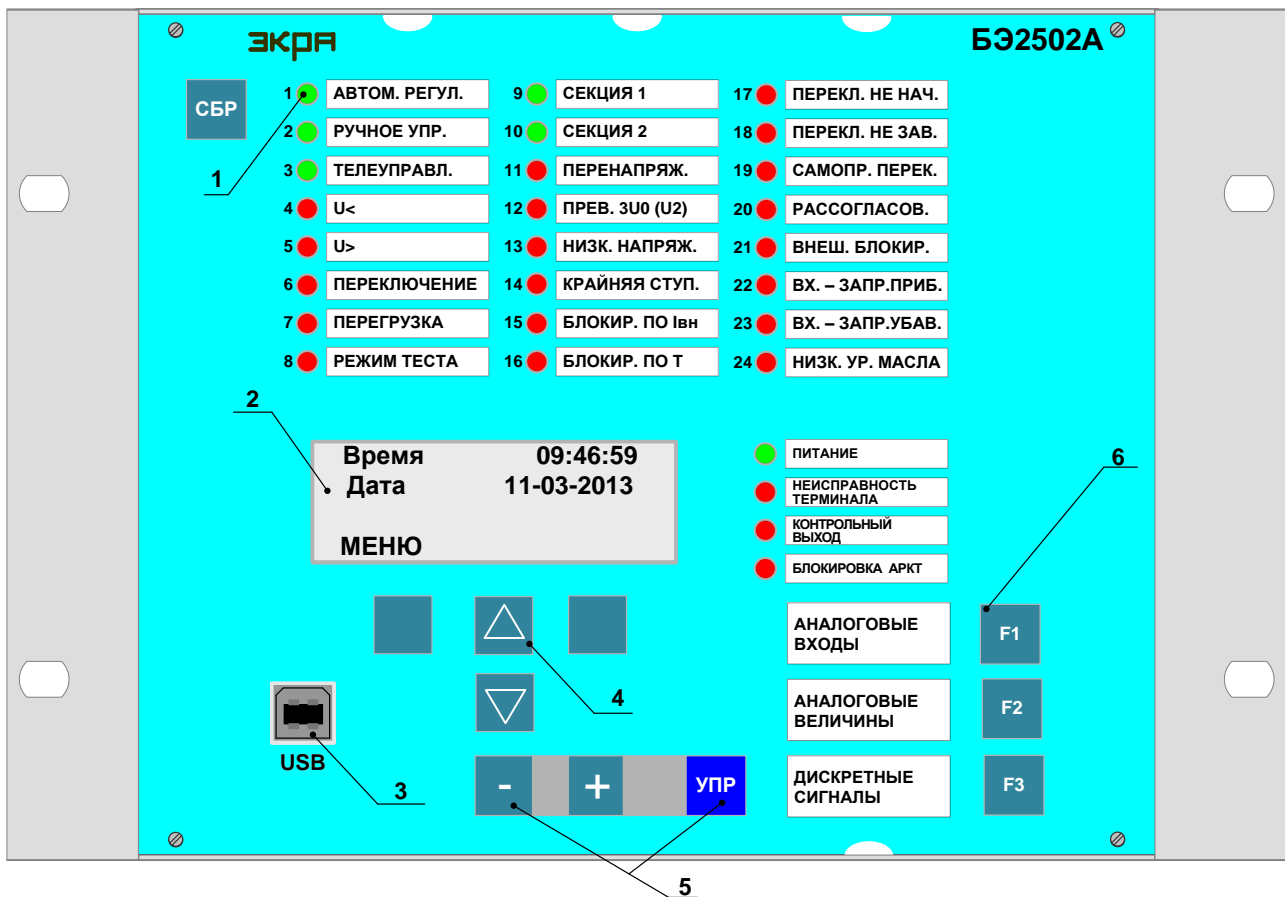 экра
БЭ2502А
СБР
1 АВТОМ. РЕГУЛ.
2 РУЧНОЕ УПР.
3 ТЕЛЕУПРАВЛ.
4 U<
5 U>
6 ПЕРЕКЛЮЧЕНИЕ
7 ПЕРЕГРУЗКА
8 РЕЖИМ ТЕСТА
9 СЕКЦИЯ 1
10 СЕКЦИЯ 2
11 ПЕРЕНАПРЯЖ.
12 ПРЕВ. 3U0 (U2)
13 НИЗК. НАПРЯЖ.
14 КРАЙНЯЯ СТУП.
15 БЛОКИР. ПО Iвн
16 БЛОКИР. ПО Т
17 ПЕРЕКЛ. НЕ НАЧ.
18 ПЕРЕКЛ. НЕ ЗАВ.
19 САМОПР. ПЕРЕК.
20 РАССОГЛАСОВ.
21 ВНЕШ. БЛОКИР.
22 ВХ. – ЗАПР.ПРИБ.
23 ВХ. – ЗАПР.УБАВ.
24 НИЗК. УР. МАСЛА
1
2
Время 09:46:59
Дата 11-03-2013
МЕНЮ
ПИТАНИЕ
НЕИСПРАВНОСТЬ
ТЕРМИНАЛА
КОНТРОЛЬНЫЙ
ВЫХОД
БЛОКИРОВКА АРКТ
6
АНАЛОГОВЫЕ
ВХОДЫ
F1
4
АНАЛОГОВЫЕ
ВЕЛИЧИНЫ
F2
USB
3
- + УПР
ДИСКРЕТНЫЕ
СИГНАЛЫ
F3
5